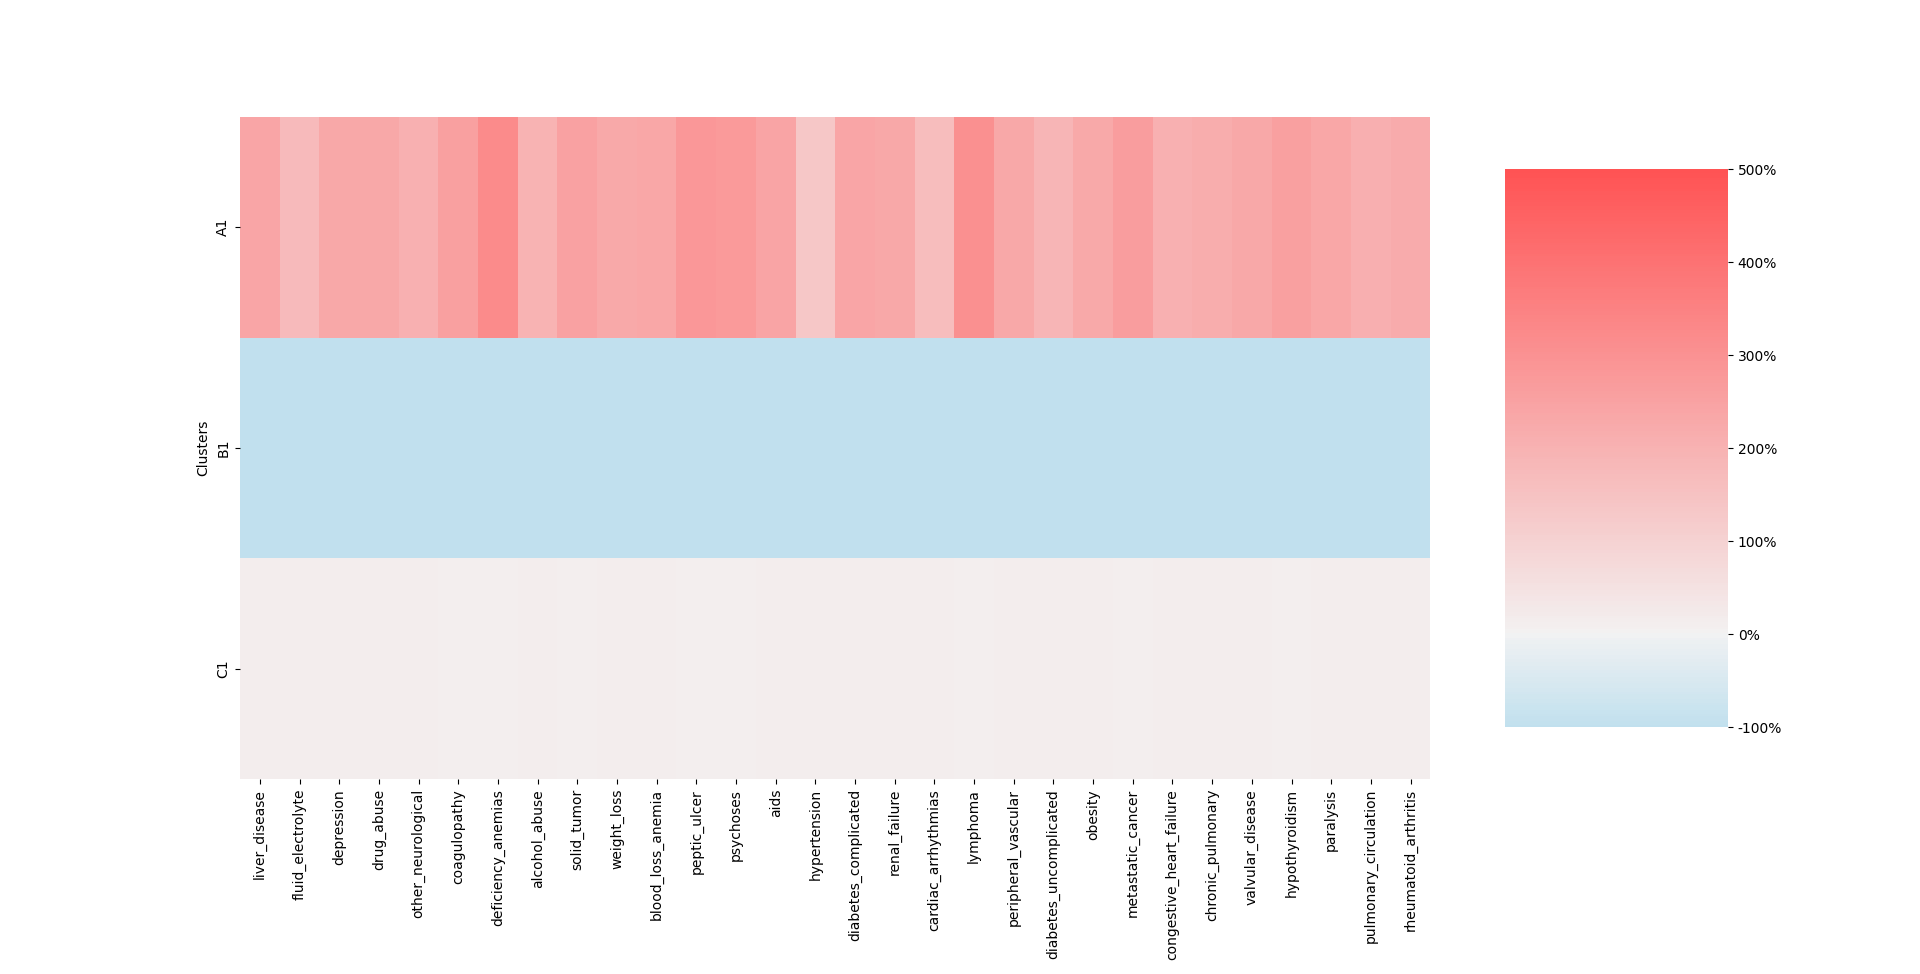 Clusters
A1
B1
C1
liver_disease
fluid_electrolyte
depression
drug_abuse
other_neurological
coagulopathy
deficiency_anemias
alcohol_abuse
solid_tumor
weight_loss
blood_loss_anemia
peptic_ulcer
psychoses
aids
hypertension
diabetes_complicated
renal_failure
cardiac_arrhythmias
lymphoma
peripheral_vascular
diabetes_uncomplicated
obesity
metastatic_cancer
congestive_heart_failure
chronic_pulmonary
valvular_disease
hypothyroidism
paralysis
pulmonary_circulation
rheumatoid_arthritis
500%
400%
300%
200%
100%
0%
-100%